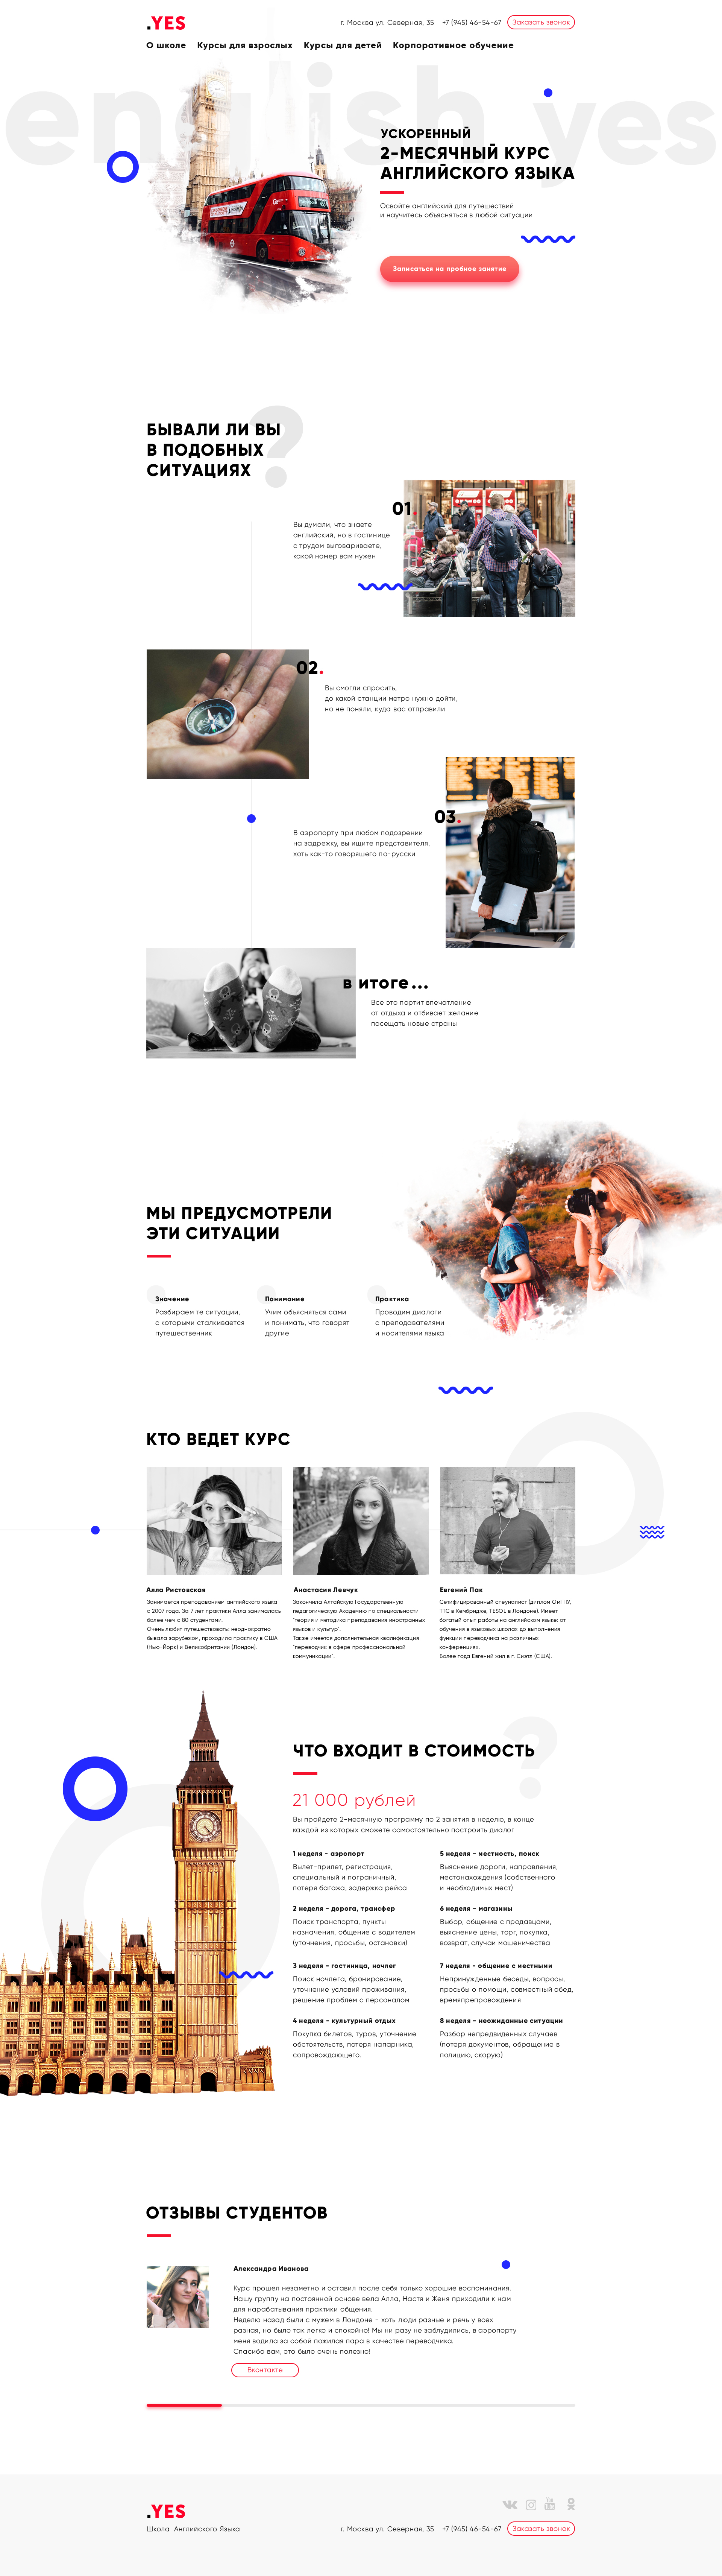 .YES
г. Москва ул. Северная, 35
+7 (945) 46-54-67
Заказать звонок
О школе
Курсы для взрослых
Курсы для детей
Корпоративное обучение
english yes
УСКОРЕННЫЙ
2-МЕСЯЧНЫЙ КУРС
АНГЛИЙСКОГО ЯЗЫКА
Освойте английский для путешествий
и научитесь объясняться в любой ситуации
Записаться на пробное занятие
БЫВАЛИ ЛИ ВЫ
В ПОДОБНЫХ
СИТУАЦИЯХ
?
01.
Вы думали, что знаете
английский, но в гостинице
с трудом выговариваете,
какой номер вам нужен
02.
Вы смогли спросить,
до какой станции метро нужно дойти,
но не поняли, куда вас отправили
03.
В аэропорту при любом подозрении
на задрежку, вы ищите представителя,
хоть как-то говоряшего по-русски
в итоге...
Все это портит впечатление
от отдыха и отбивает желание
посещать новые страны
МЫ ПРЕДУСМОТРЕЛИ
ЭТИ СИТУАЦИИ
Значение
Разбираем те ситуации,
с которыми сталкивается
путешественник
Понимание
Учим объясняться сами
и понимать, что говорят
другие
Практика
Проводим диалоги
с преподавателями
и носителями языка
КТО ВЕДЕТ КУРС
Алла Ристовская
Занимается преподаванием английского языка
с 2007 года. За 7 лет практики Алла занималась
более чем с 80 студентами.
Очень любит путешествовать: неоднократно
бывала зарубежом, проходила практику в США
(Нью-Йорк) и Великобритании (Лондон).
Анастасия Левчук
Закончила Алтайскую Государственную
педагогическую Академию по специальности
"теория и методика преподавания иностранных
языков и культур".
Также имеется дополнительная квалификация
"переводчик в сфере профессиональной
коммуникации".
Евгений Пак
Сетифицированный специалист (диплом ОмГПУ,
TTC в Кембридже, TESOL в Лондоне). Имеет
богатый опыт работы на английском языке: от
обучения в языковых школах до выполнения
функции переводчика на различных
конференциях.
Более года Евгений жил в г. Сиэтл (США).
ЧТО ВХОДИТ В СТОИМОСТЬ
?
21 000 рублей
Вы пройдете 2-месячную программу по 2 занятия в неделю, в конце
каждой из которых сможете самостоятельно построить диалог
1 неделя - аэропорт
Вылет-прилет, регистрация,
специальный и пограничный,
потеря багажа, задержка рейса
2 неделя - дорога, трансфер
Поиск транспорта, пункты
назначения, общение с водителем
(уточнения, просьбы, остановки)
3 неделя - гостиница, ночлег
Поиск ночлега, бронирование,
уточнение условий проживания,
решение проблем с персоналом
4 неделя - культурный отдых
Покупка билетов, туров, уточнение
обстоятельств, потеря напарника,
сопровождающего.
5 неделя - местность, поиск
Выяснение дороги, направления,
местонахождения (собственного
и необходимых мест)
6 неделя - магазины
Выбор, общение с продавцами,
выяснение цены, торг, покупка,
возврат, случаи мошеничества
7 неделя - общение с местными
Непринужденные беседы, вопросы,
просьбы о помощи, совместный обед,
времяпрепровождения
8 неделя - неожиданные ситуации
Разбор непредвиденных случаев
(потеря документов, обращение в
полицию, скорую)
ОТЗЫВЫ СТУДЕНТОВ
Александра Иванова
Курс прошел незаметно и оставил после себя только хорошие воспоминания.
Нашу группу на постоянной основе вела Алла, Настя и Женя приходили к нам
для нарабатывания практики общения.
Неделю назад были с мужем в Лондоне - хоть люди разные и речь у всех
разная, но было так легко и спокойно! Мы ни разу не заблудились, в аэропорту
меня водила за собой пожилая пара в качестве переводчика.
Спасибо вам, это было очень полезно!
Вконтакте
.YES
Школа Английского Языка
г. Москва ул. Северная, 35
+7 (945) 46-54-67
Заказать звонок